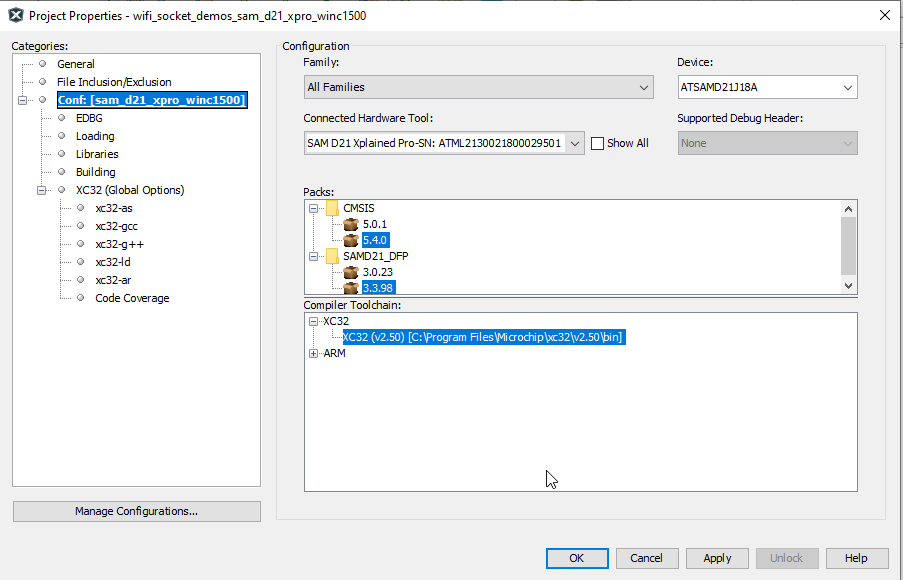 Project Properties - wifi_socket_demos_sam_d21_xpro_winc1500
Categories:
General
File Inclusion/Exclusion
Conf: [sam_d21_xpro_winc1500]
EDBG
Loading
Libraries
Building
XC32 (Global Options)
xc32-as
xc32-gcc
xc32-g++
xc32-ld
xc32-ar
Code Coverage
Manage Configurations...
Configuration
Family: Device:
All Families ATSAMD21J18A
Connected Hardware Tool: Supported Debug Header:
SAM D21 Xplained Pro-SN: ATML2130021800029501 Show All None
Packs:
CMSIS
5.0.1
5.4.0
SAMD21_DFP
3.0.23
3.3.98
Compiler Toolchain:
XC32
XC32 (v2.50) [C:\Program Files\Microchip\xc32\v2.50\bin]
ARM
OK Cancel Apply Unlock Help